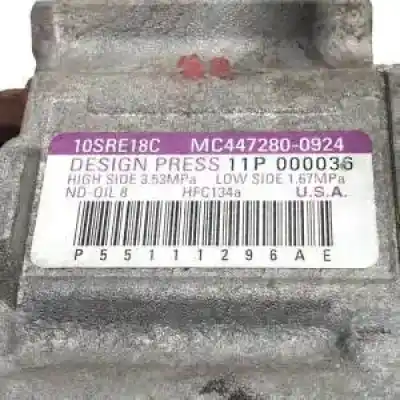 10SRE18C MC447280-0924
DESIGN PRESS 11P 000036
HIGH SIDE 3.53MPa LOW SIDE 1.67MPa
ND-OIL 8 HFC134a U.S.A.
P55111296AE